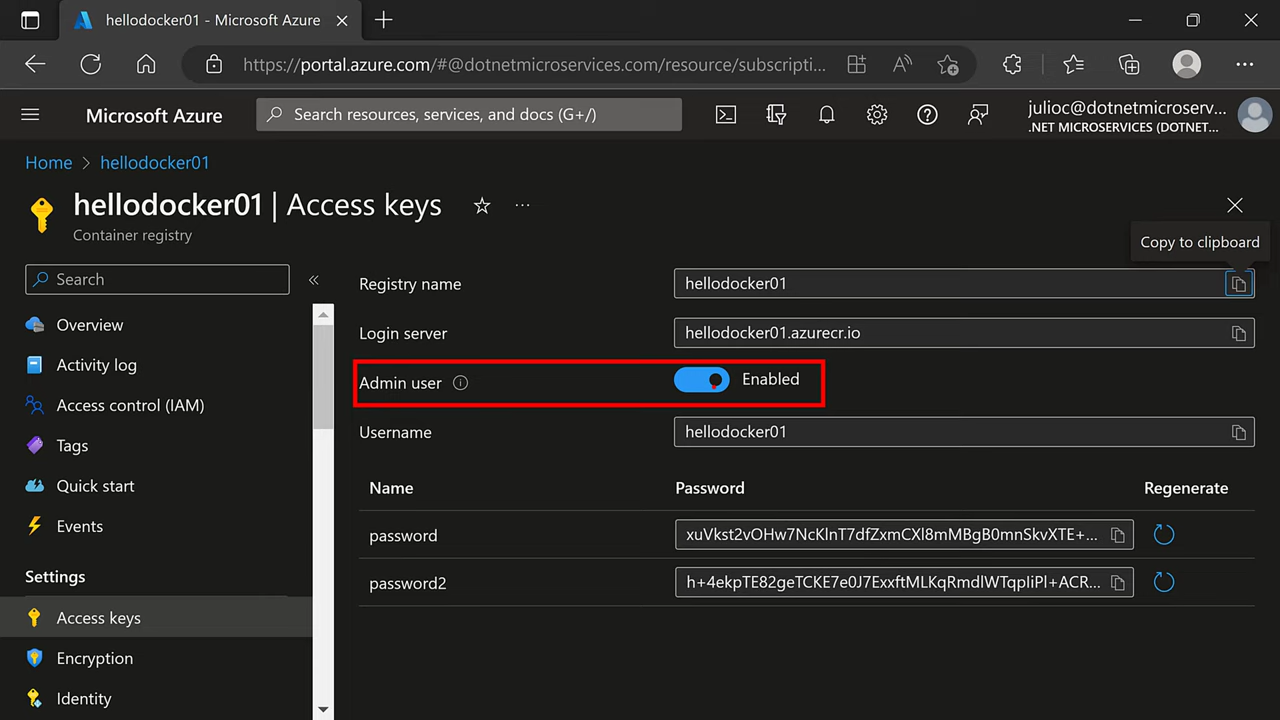 hellodocker01 - Microsoft Azure
https://portal.azure.com/#@dotnetmicroservices.com/resource/subscripti...
Microsoft Azure
Search resources, services, and docs (G+/)
julioc@dotnetmicroserv...
.NET MICROSERVICES (DOTNET...
Home > hellodocker01
hellodocker01 | Access keys
Container registry
Copy to clipboard
Search
Overview
Activity log
Access control (IAM)
Tags
Quick start
Events
Settings
Access keys
Encryption
Identity
Registry name hellodocker01
Login server hellodocker01.azurecr.io
Admin user Enabled
Username hellodocker01
Name Password Regenerate
password
password2